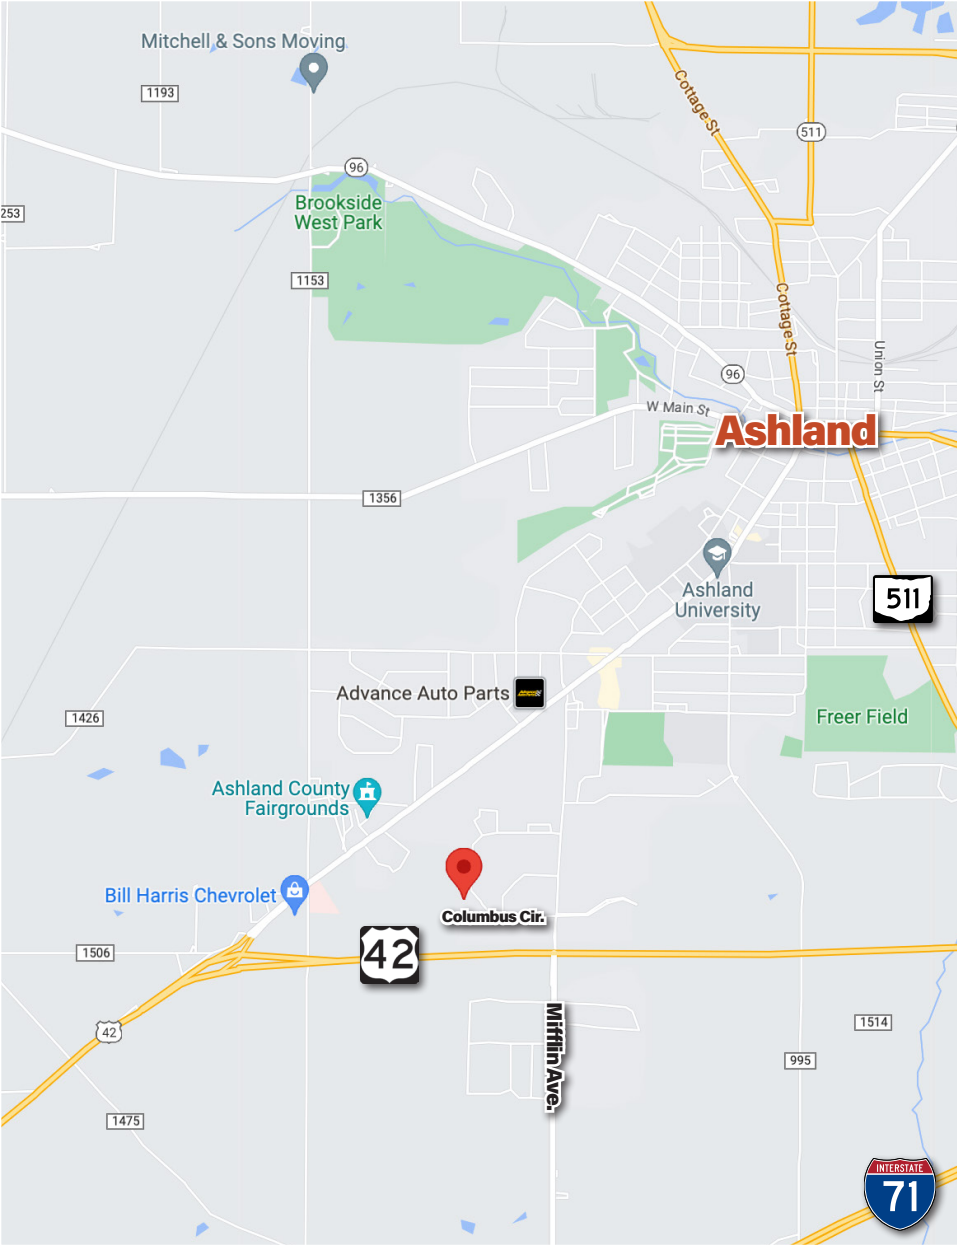 Mitchell & Sons Moving
1193
Cottage St
511
96
253
Brookside
West Park
1153
Cottage St
Union St
96
W Main St
Ashland
1356
Ashland
University
511
Advance Auto Parts
1426
Freer Field
Ashland County
Fairgrounds
Bill Harris Chevrolet
Columbus Cir.
1506
42
42
Mifflin Ave.
1514
995
1475
INTERSTATE
71